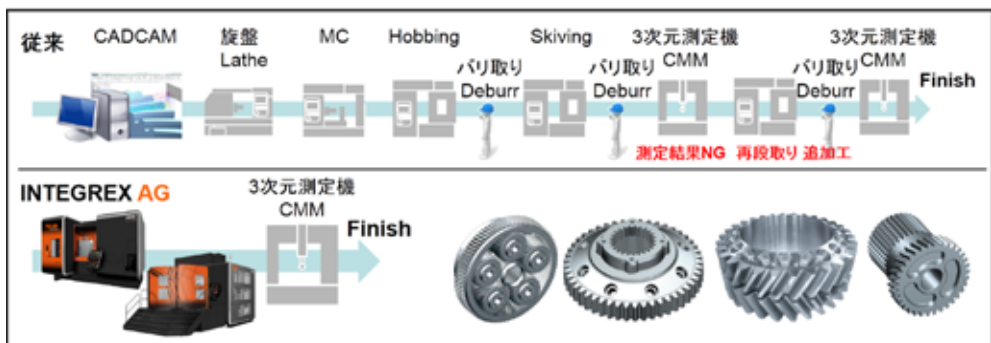 従来
CADCAM
旋盤
Lathe
MC
Hobbing
バリ取り
Deburr
Skiving
バリ取り
Deburr
3次元測定機
CMM
バリ取り
Deburr
3次元測定機
CMM
Finish
測定結果NG 再段取り 追加工
INTEGREX AG
3次元測定機
CMM
Finish